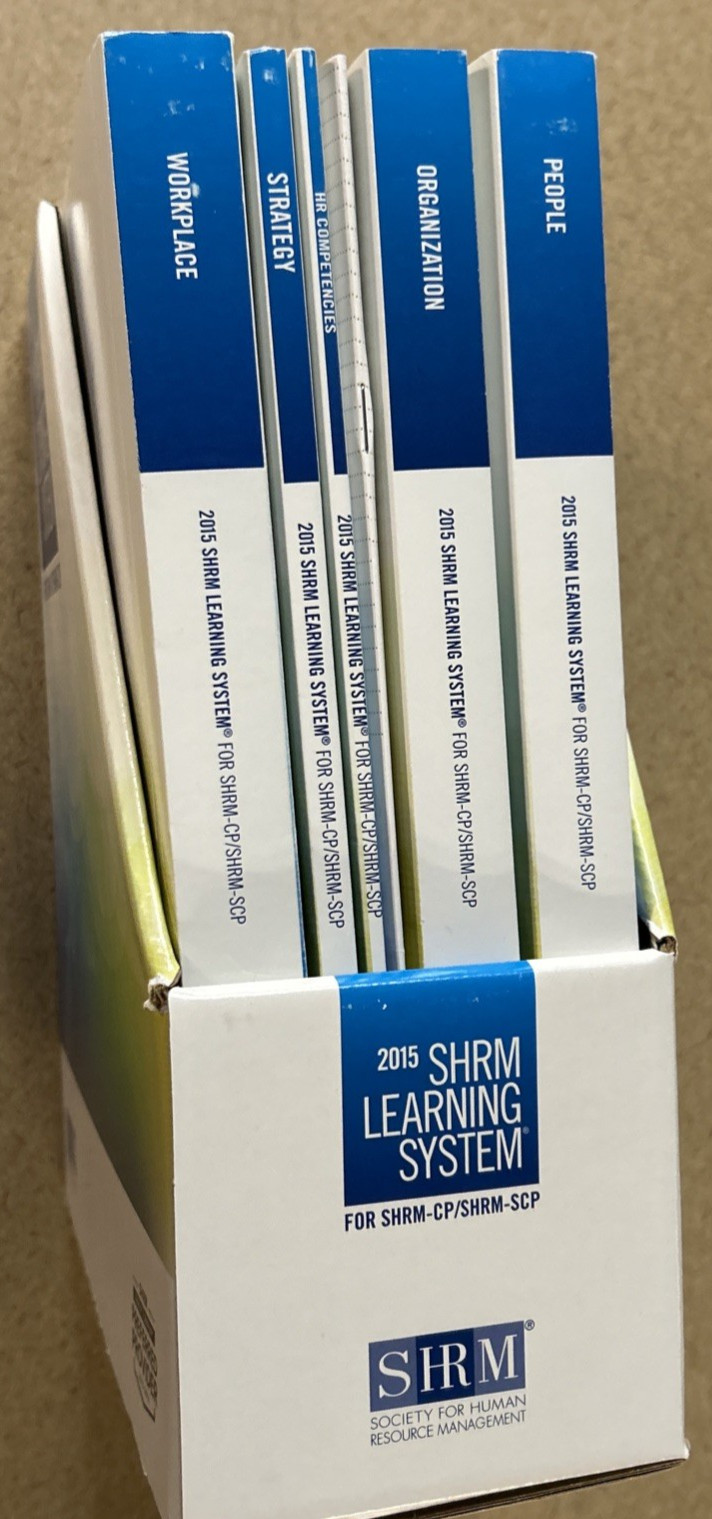 WORKPLACE
2015 SHRM LEARNING SYSTEM® FOR SHRM-CP/SHRM-SCP
STRATEGY
2015 SHRM LEARNING SYSTEM® FOR SHRM-CP/SHRM-SCP
HR COMPETENCIES
2015 SHRM LEARNING SYSTEM® FOR SHRM-CP/SHRM-SCP
ORGANIZATION
2015 SHRM LEARNING SYSTEM® FOR SHRM-CP/SHRM-SCP
PEOPLE
2015 SHRM LEARNING SYSTEM® FOR SHRM-CP/SHRM-SCP
2015 SHRM
LEARNING
SYSTEM®
FOR SHRM-CP/SHRM-SCP
SHRM®
SOCIETY FOR HUMAN
RESOURCE MANAGEMENT